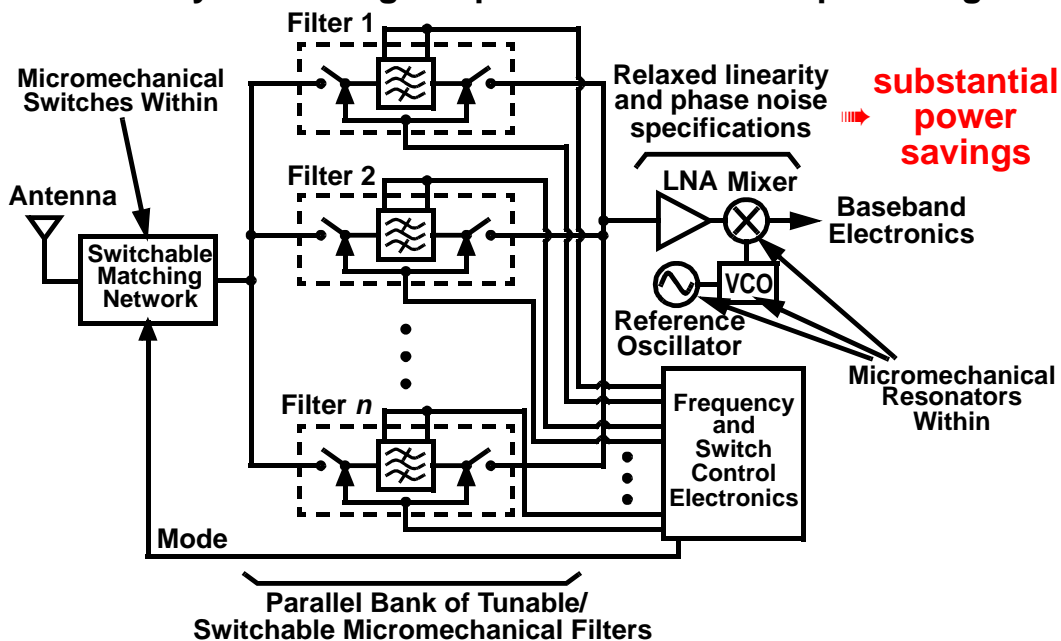 Filter 1
Micromechanical
Switches Within
Relaxed linearity
and phase noise
specifications
substantial
power
savings
Filter 2
LNA Mixer
Antenna
Baseband
Electronics
Switchable
Matching
Network
VCO
Reference
Oscillator
Micromechanical
Resonators
Within
Filter n
Frequency
and
Switch
Control
Electronics
Mode
Parallel Bank of Tunable/
Switchable Micromechanical Filters